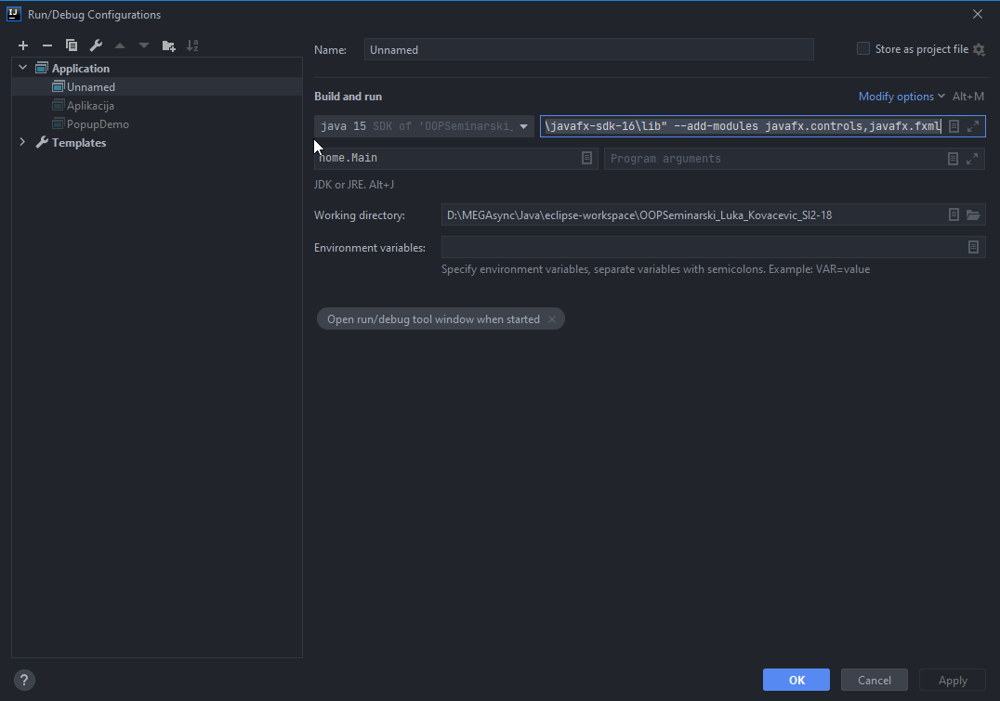 IJ Run/Debug Configurations
Name: Unnamed Store as project file
Application
Unnamed
Aplikacija
PopupDemo
Templates
Build and run Modify options Alt+M
java 15 SDK of 'OOPSeminarski_ \javafx-sdk-16\lib" --add-modules javafx.controls,javafx.fxml
home.Main Program arguments
JDK or JRE. Alt+J
Working directory: D:\MEGAsync\Java\eclipse-workspace\OOPSeminarski_Luka_Kovacevic_SI2-18
Environment variables:
Specify environment variables, separate variables with semicolons. Example: VAR=value
Open run/debug tool window when started
? OK Cancel Apply